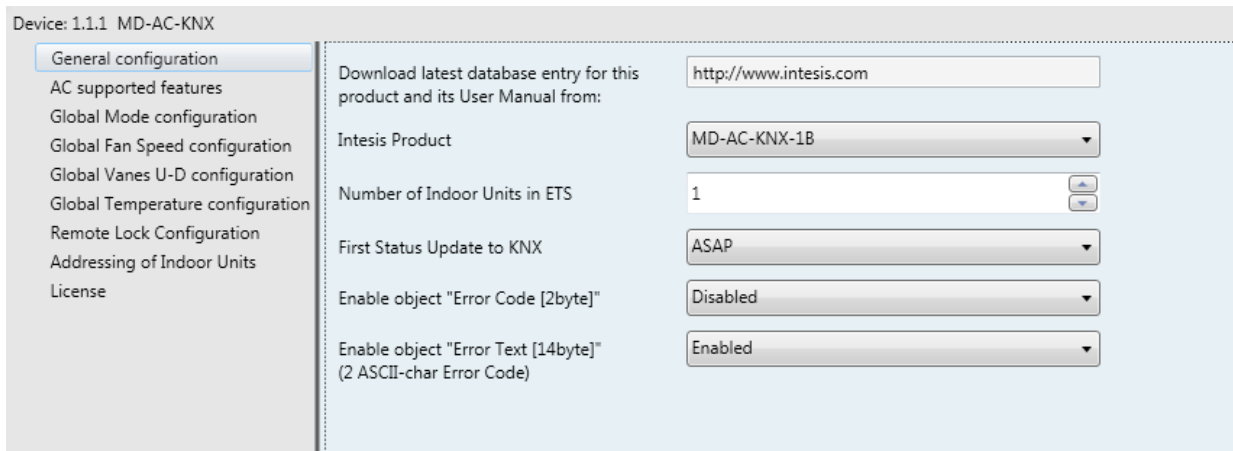 Device: 1.1.1 MD-AC-KNX
General configuration
AC supported features
Global Mode configuration
Global Fan Speed configuration
Global Vanes U-D configuration
Global Temperature configuration
Remote Lock Configuration
Addressing of Indoor Units
License
Download latest database entry for this
product and its User Manual from:
http://www.intesis.com
Intesis Product
MD-AC-KNX-1B
Number of Indoor Units in ETS
1
First Status Update to KNX
ASAP
Enable object "Error Code [2byte]"
Disabled
Enable object "Error Text [14byte]"
(2 ASCII-char Error Code)
Enabled